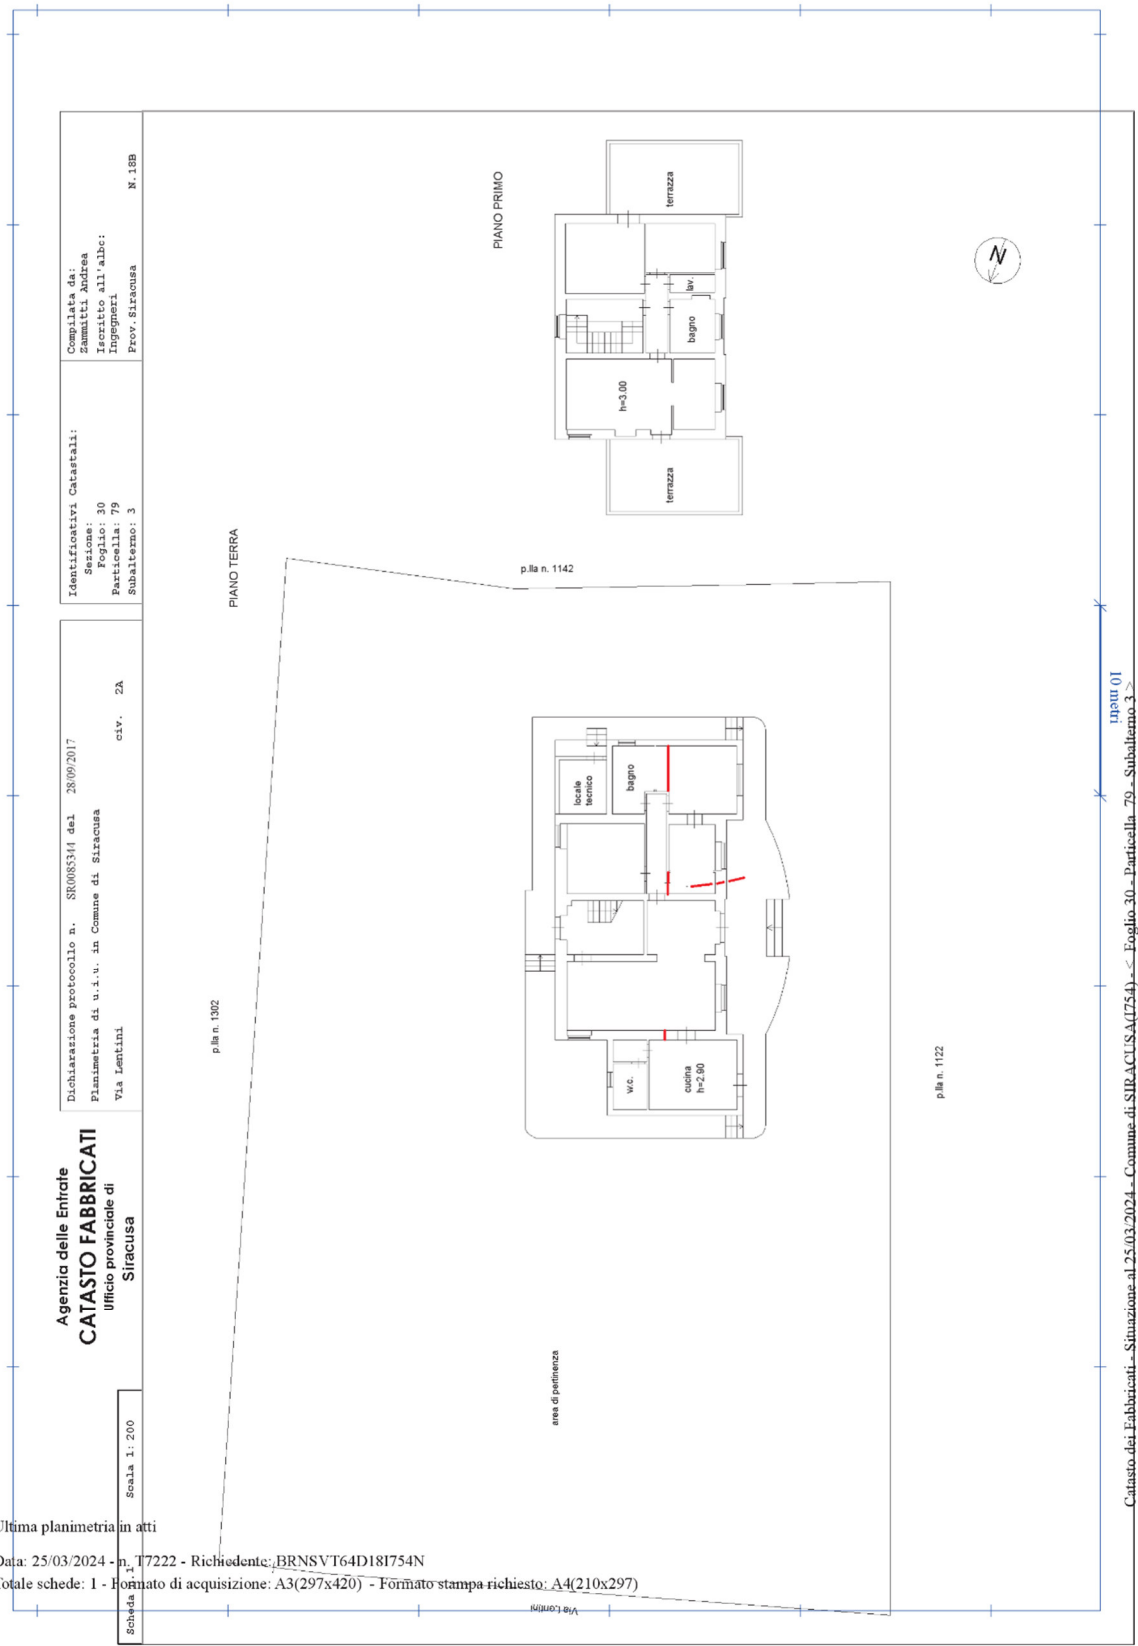 Agenzia delle Entrate
CATASTO FABBRICATI
Ufficio provinciale di
Siracusa
Dichiarazione protocollo n. SR0085344 del 28/09/2017
Planimetria di u.i.u. in Comune di Siracusa
Via Lentini civ. 2A
Identificativi Catastali:
Sezione:
Foglio: 30
Particella: 79
Subalterno: 3
Compilata da:
Zammitti Andrea
Iscritto all'albo:
Ingegneri
Prov. Siracusa N. 18B
Scheda 1 Scala 1: 200
PIANO TERRA
PIANO PRIMO
terrazza
lav.
bagno
h=3.00
terrazza
N
p.lla n. 1142
p.lla n. 1302
p.lla n. 1122
locale
tecnico
bagno
w.c.
cucina
h=2.90
area di pertinenza
Via Lentini
10 metri
Catasto dei Fabbricati - Situazione al 25/03/2024 - Comune di SIRACUSA(I754) - < Foglio 30 - Particella 79 - Subalterno 3 >
Ultima planimetria in atti
Data: 25/03/2024 - n. T7222 - Richiedente: BRNSVT64D18I754N
Totale schede: 1 - Formato di acquisizione: A3(297x420) - Formato stampa richiesto: A4(210x297)